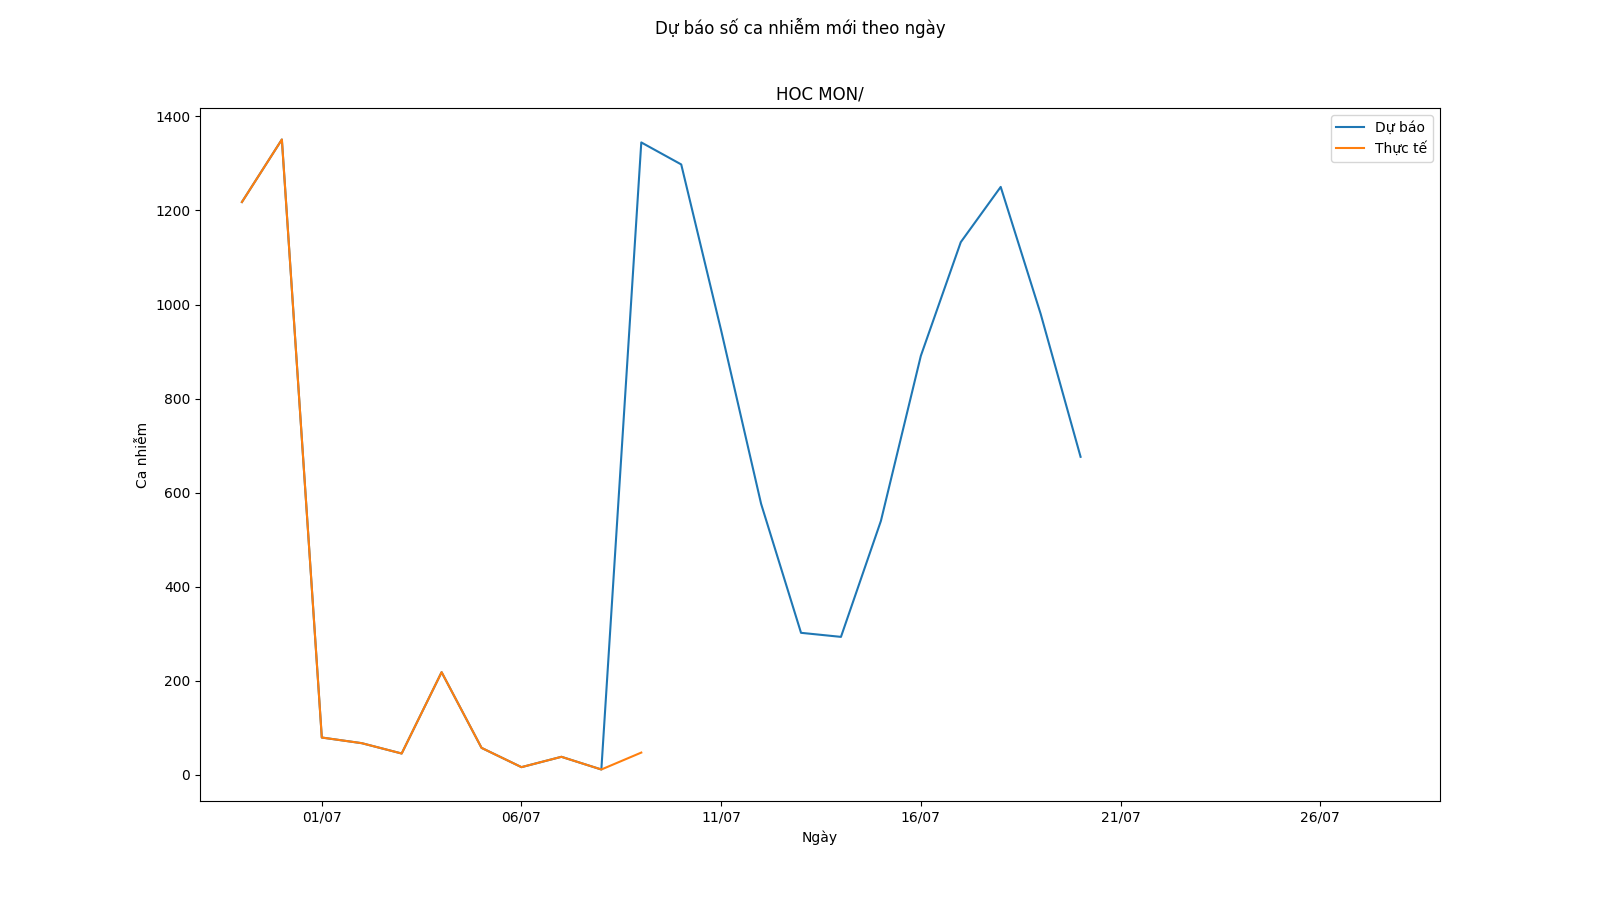 Dự báo số ca nhiễm mới theo ngày
HOC MON/
Dự báo
Thực tế
1400
1200
1000
800
600
400
200
0
Ca nhiễm
01/07 06/07 11/07 16/07 21/07 26/07
Ngày